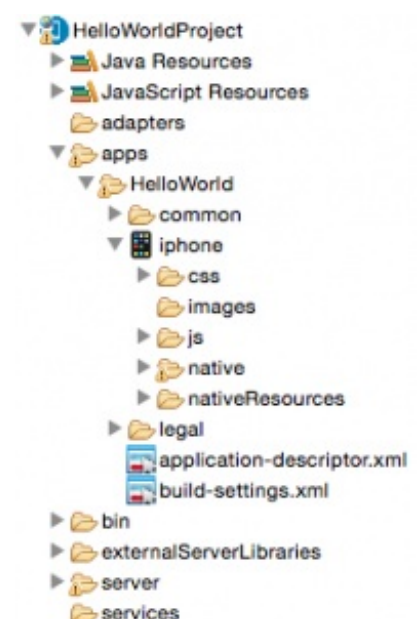 HelloWorldProject
Java Resources
JavaScript Resources
adapters
apps
HelloWorld
common
iphone
css
images
js
native
nativeResources
legal
application-descriptor.xml
build-settings.xml
bin
externalServerLibraries
server
services